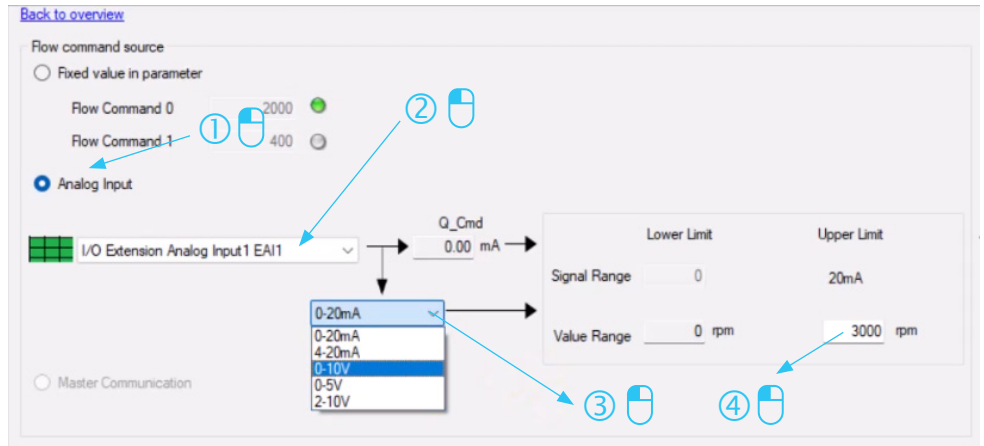 Back to overview
Flow command source
Fixed value in parameter
Flow Command 0 2000
②
①
Flow Command 1 400
Analog Input
Q_Cmd
I/O Extension Analog Input1 EAI1
0.00 mA
Lower Limit Upper Limit
Signal Range 0 20mA
0-20mA
Value Range 0 rpm 3000 rpm
0-20mA
4-20mA
0-10V
0-5V
2-10V
Master Communication
③ ④